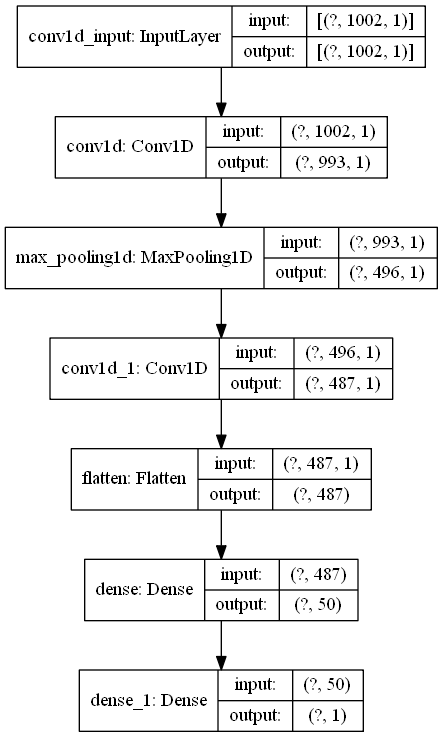 conv1d_input: InputLayer
input: [(?, 1002, 1)]
output: [(?, 1002, 1)]
conv1d: Conv1D
input: (?, 1002, 1)
output: (?, 993, 1)
max_pooling1d: MaxPooling1D
input: (?, 993, 1)
output: (?, 496, 1)
conv1d_1: Conv1D
input: (?, 496, 1)
output: (?, 487, 1)
flatten: Flatten
input: (?, 487, 1)
output: (?, 487)
dense: Dense
input: (?, 487)
output: (?, 50)
dense_1: Dense
input: (?, 50)
output: (?, 1)